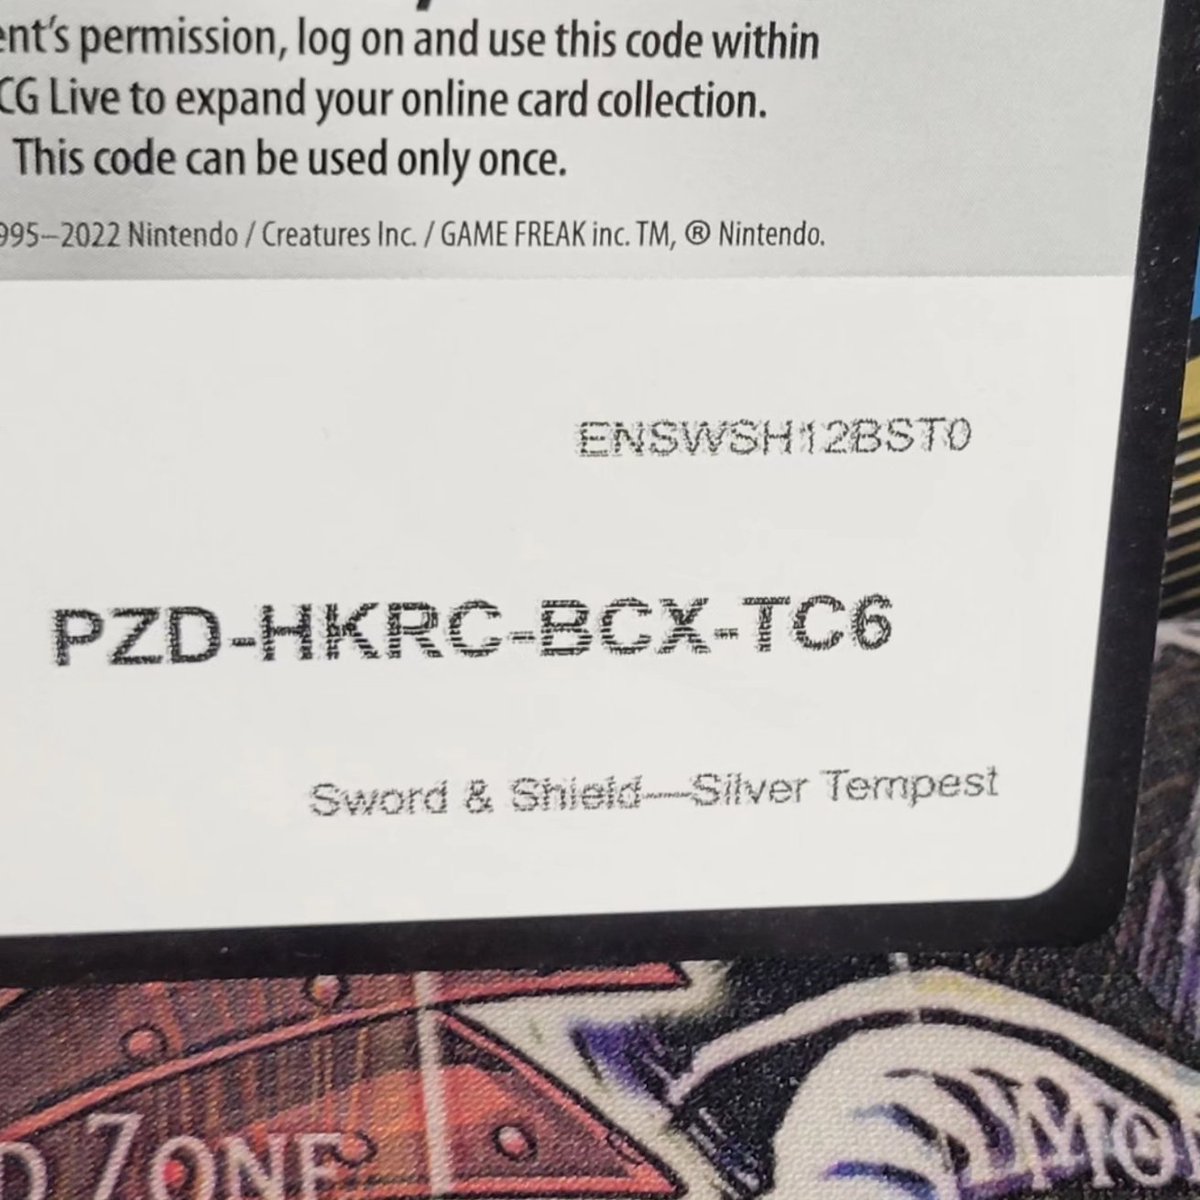 ent's permission, log on and use this code within
CG Live to expand your online card collection.
This code can be used only once.
995–2022 Nintendo / Creatures Inc. / GAME FREAK inc. TM, ® Nintendo.
ENSWSH12BST0
PZD-HKRC-BCX-TC6
Sword & Shield—Silver Tempest
D ZONE